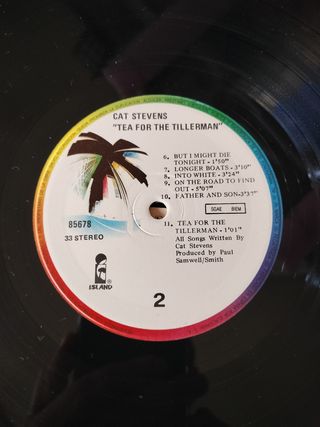 CAT STEVENS
"TEA FOR THE TILLERMAN"
6. BUT I MIGHT DIE
TONIGHT - 1'50"
7. LONGER BOATS - 3'10"
8. INTO WHITE - 3'24"
9. ON THE ROAD TO FIND
OUT - 5'07"
10. FATHER AND SON - 3'37"
SGAE BIEM
11. TEA FOR THE
TILLERMAN - 1'01"
All Songs Written By
Cat Stevens
Produced by Paul
Samwell/Smith
85678
33 STEREO
ISLAND
2